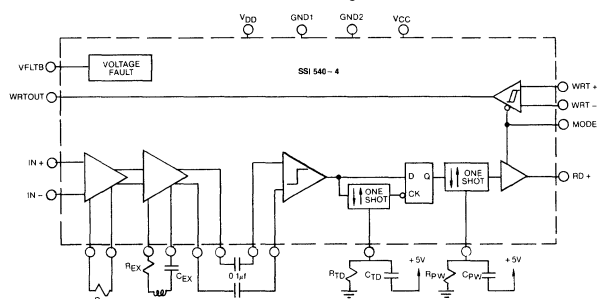 VDD GND1 GND2 VCC
VFLTB
VOLTAGE
FAULT
SSI 540-4
WRTOUT
WRT +
WRT -
MODE
IN +
IN -
ONE
SHOT
D Q
CK
ONE
SHOT
RD +
REX
CEX
0 1µf
RTD
CTD
+5V
RPW
CPW
+5V